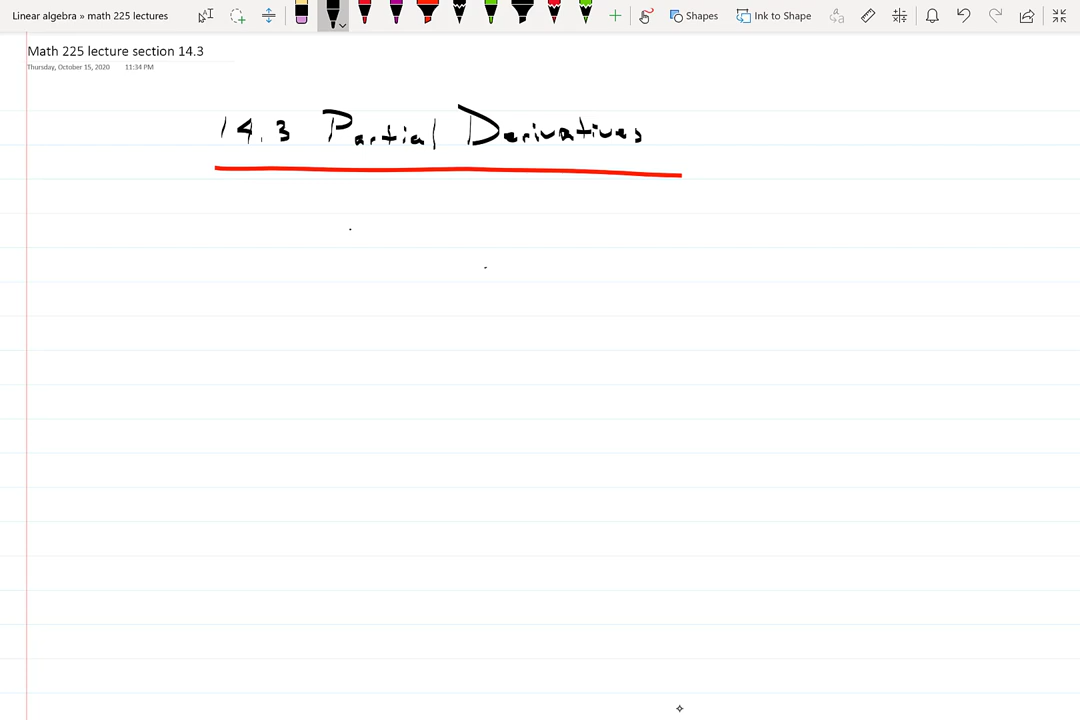 Linear algebra » math 225 lectures
Shapes
Ink to Shape
Math 225 lecture section 14.3
Thursday, October 15, 2020 11:34 PM
14.3 Partial Derivatives